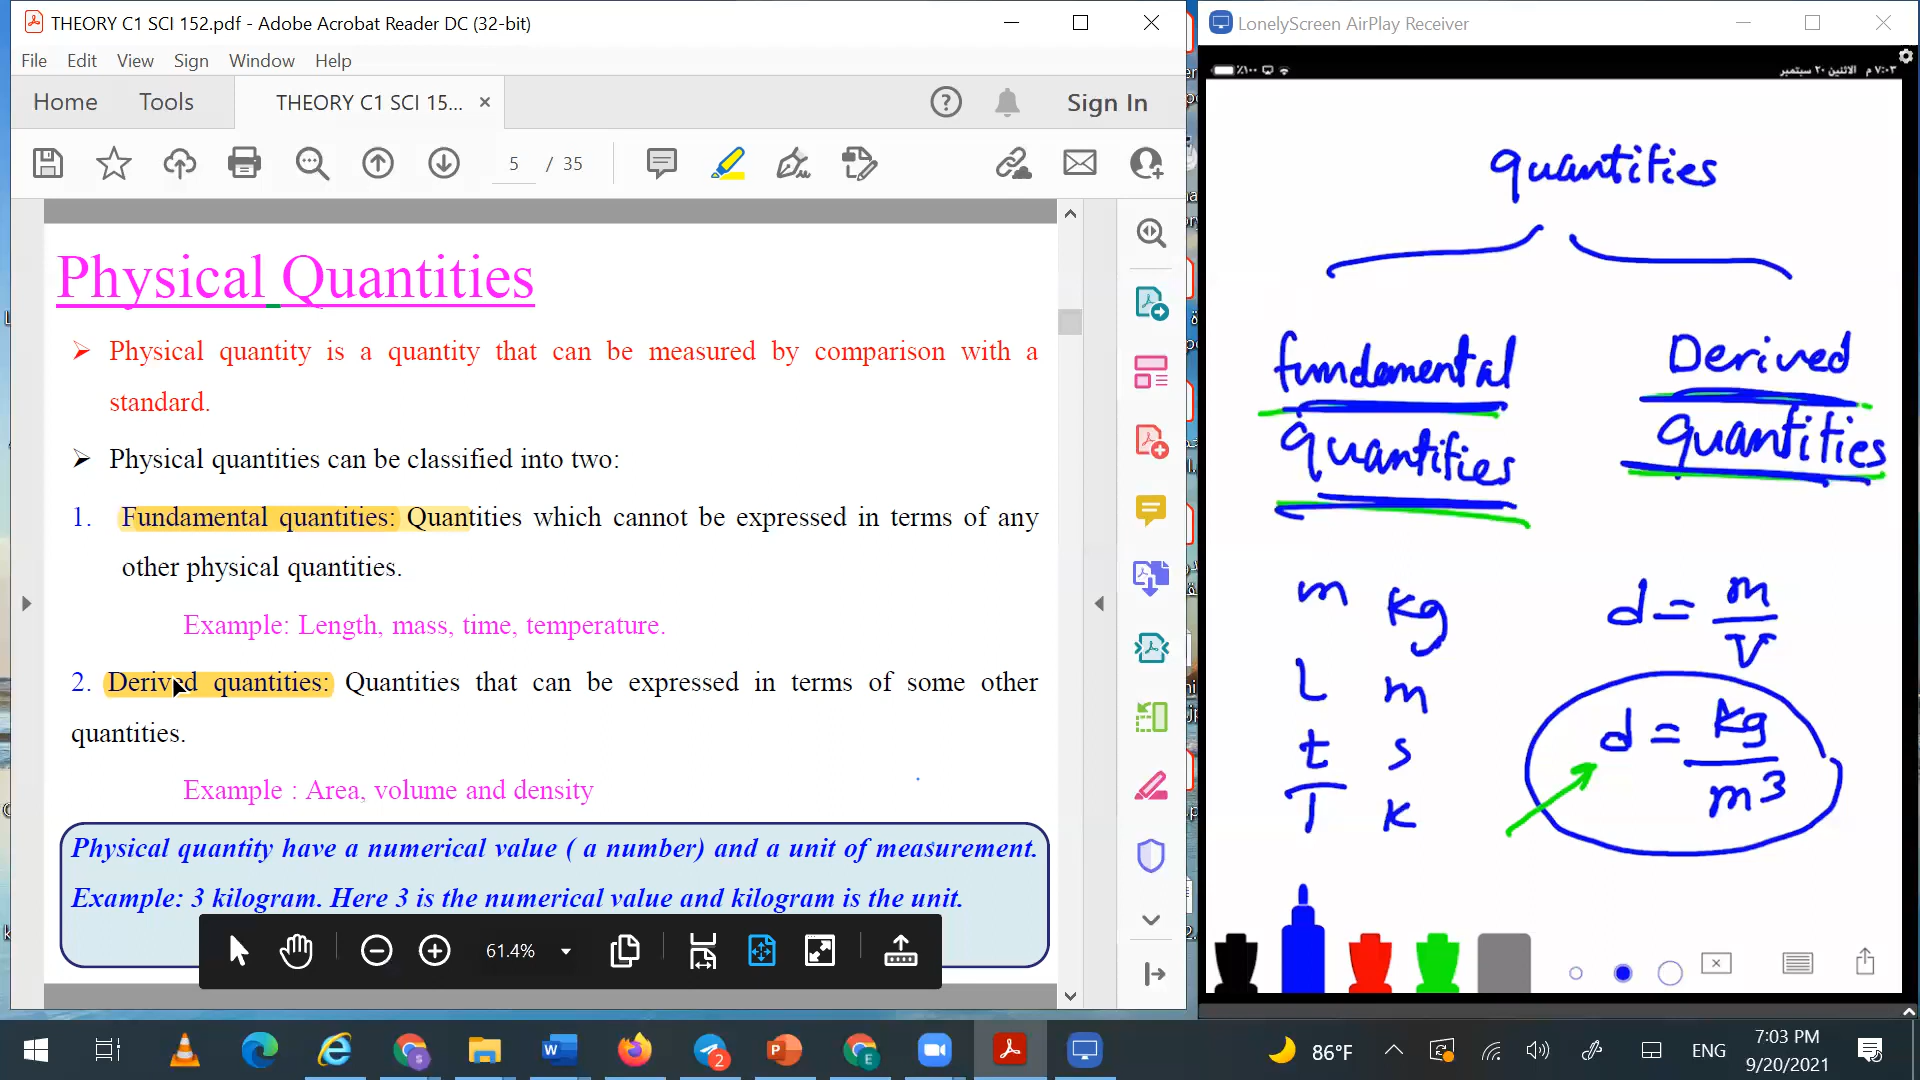 THEORY C1 SCI 152.pdf - Adobe Acrobat Reader DC (32-bit)
File Edit View Sign Window Help
Home Tools THEORY C1 SCI 15... × Sign In
5 / 35
Physical Quantities
➢ Physical quantity is a quantity that can be measured by comparison with a
standard.
➢ Physical quantities can be classified into two:
1. Fundamental quantities: Quantities which cannot be expressed in terms of any
other physical quantities.
Example: Length, mass, time, temperature.
2. Derived quantities: Quantities that can be expressed in terms of some other
quantities.
Example : Area, volume and density
Physical quantity have a numerical value ( a number) and a unit of measurement.
Example: 3 kilogram. Here 3 is the numerical value and kilogram is the unit.
61.4%
LonelyScreen AirPlay Receiver
٧:٠٣ م الاثنين ٢٠ سبتمبر
٪١٠٠
quantities
fundamental
quantities
Derived
quantities
m kg
L m
t s
T K
d = m/V
d = kg/m³
86°F
ENG
7:03 PM
9/20/2021